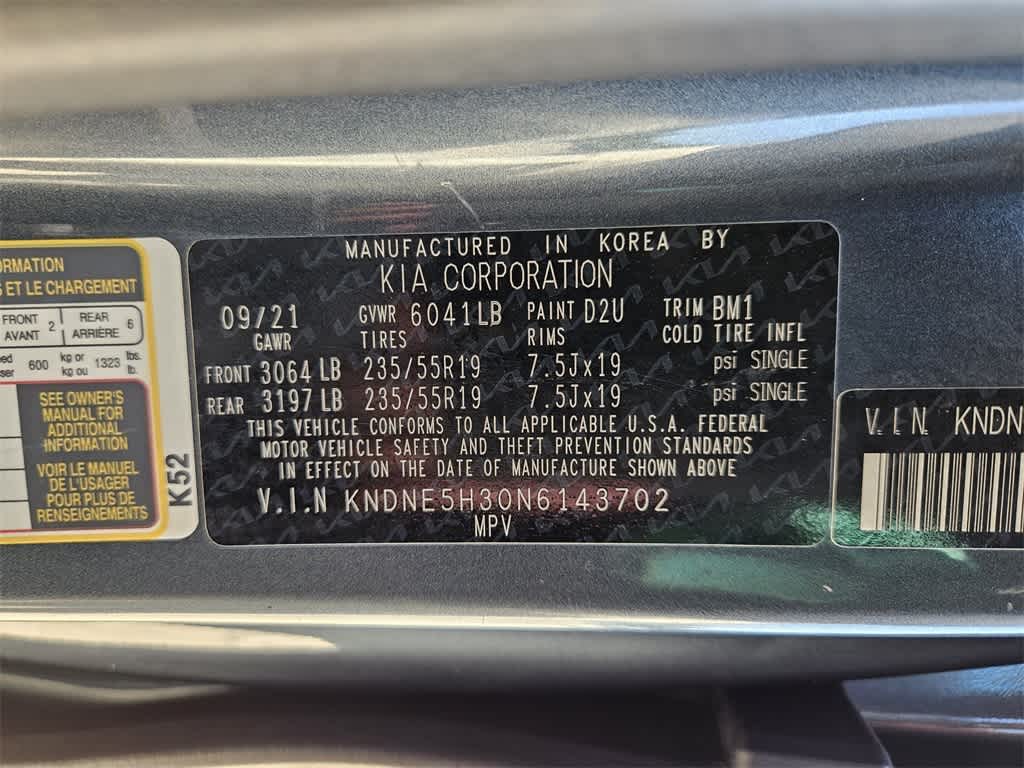 ORMATION
S ET LE CHARGEMENT
FRONT 2 REAR 6
AVANT ARRIÈRE
600 kg or 1323 lbs.
kg ou lb.
SEE OWNER'S
MANUAL FOR
ADDITIONAL
INFORMATION
VOIR LE MANUEL
DE L'USAGER
POUR PLUS DE
RENSEIGNEMENTS
K52
MANUFACTURED IN KOREA BY
KIA CORPORATION
09/21 GVWR 6041LB PAINT D2U TRIM BM1
GAWR TIRES RIMS COLD TIRE INFL
FRONT 3064LB 235/55R19 7.5Jx19 psi SINGLE
REAR 3197LB 235/55R19 7.5Jx19 psi SINGLE
THIS VEHICLE CONFORMS TO ALL APPLICABLE U.S.A. FEDERAL
MOTOR VEHICLE SAFETY AND THEFT PREVENTION STANDARDS
IN EFFECT ON THE DATE OF MANUFACTURE SHOWN ABOVE
V.I.N KNDNE5H30N6143702
MPV
V.I.N KNDN